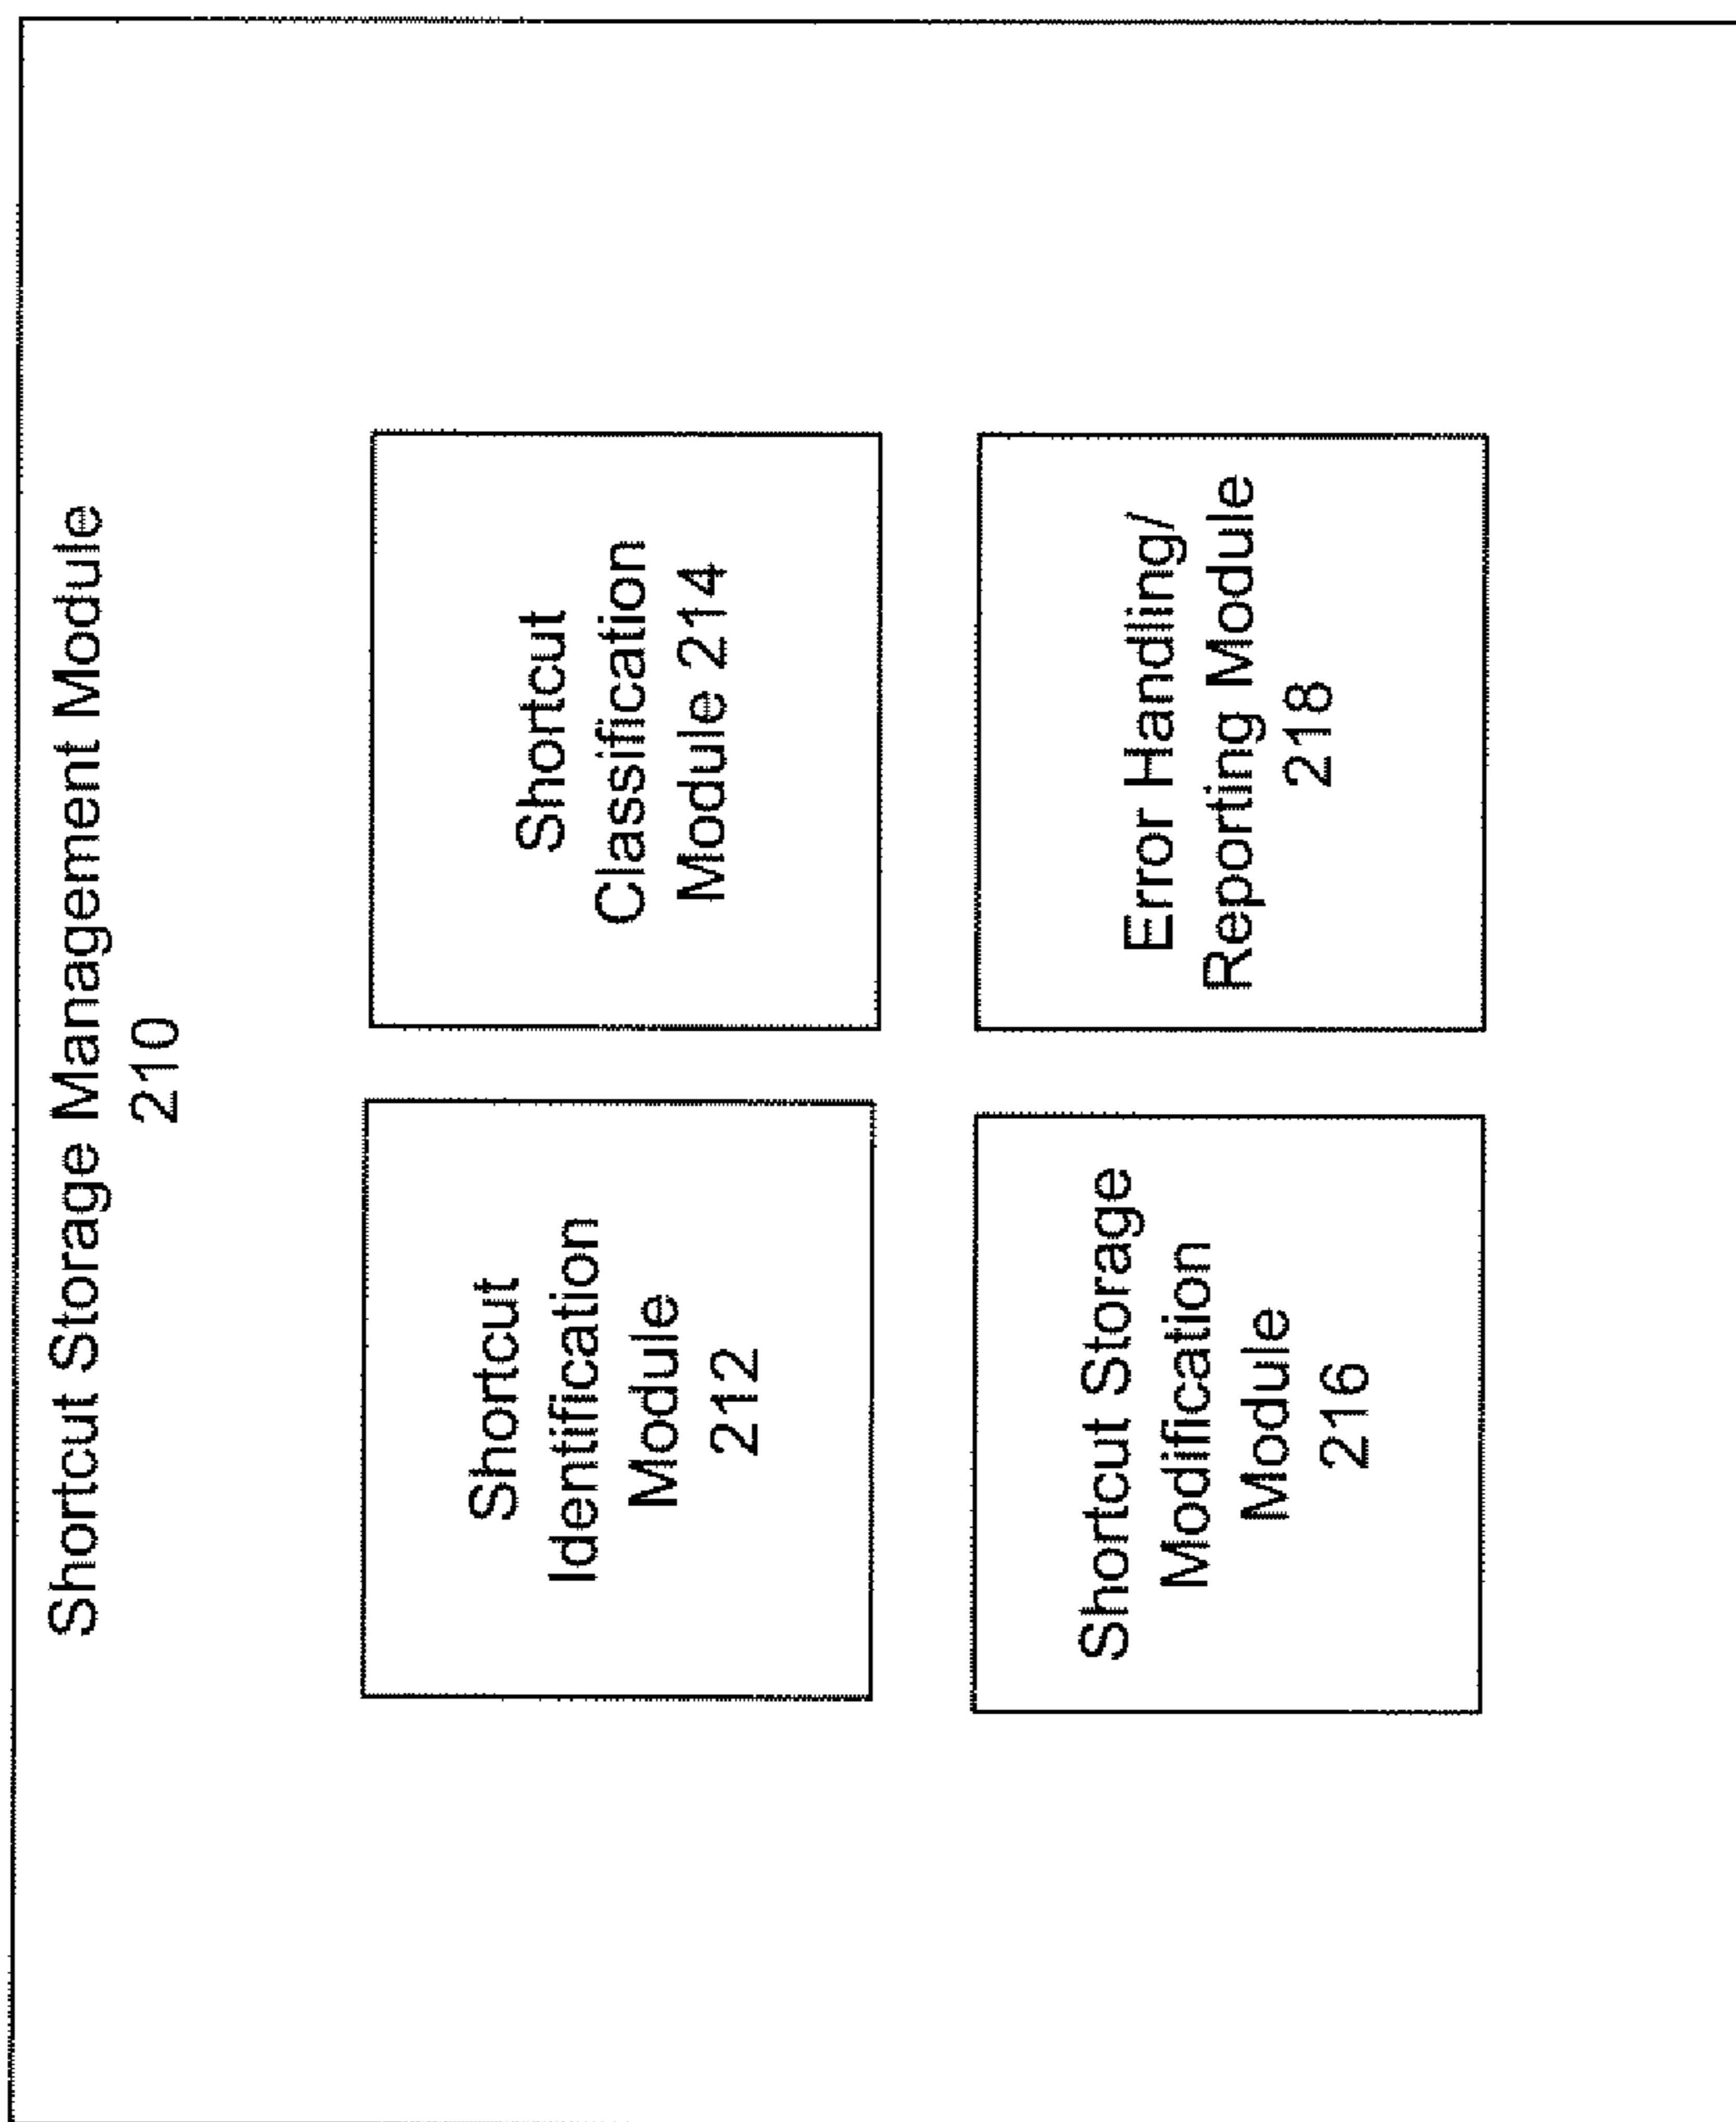 Shortcut Storage Management Module
210
Shortcut
Identification
Module
212
Shortcut
Classification
Module 214
Shortcut Storage
Modification
Module
216
Error Handling/
Reporting Module
218